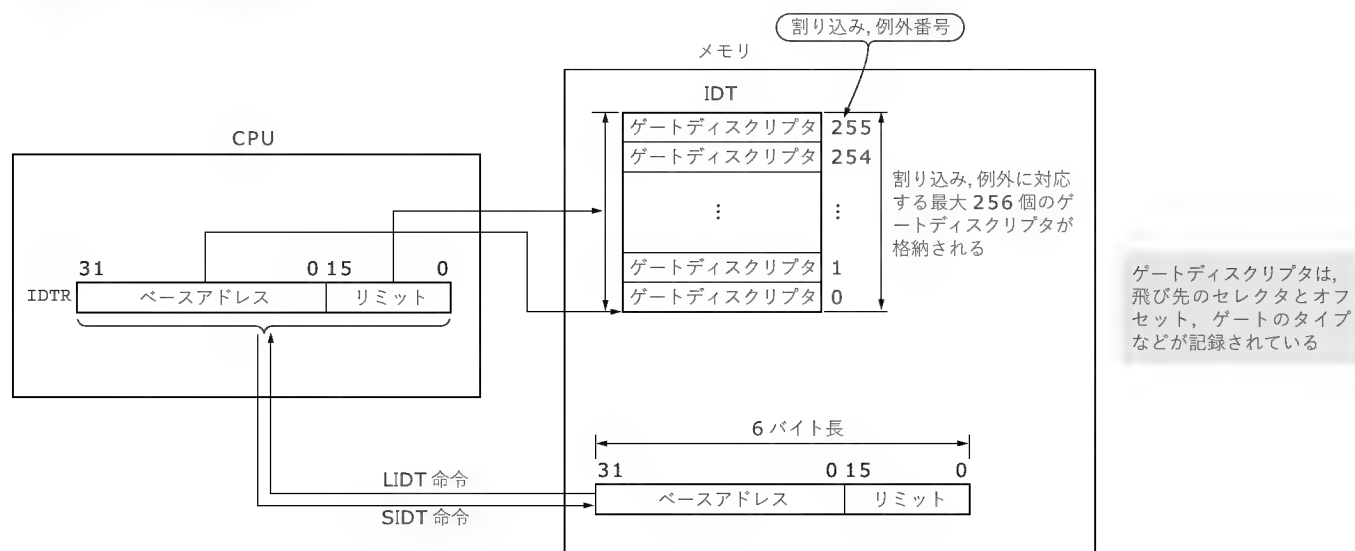 割り込み,例外番号
メモリ
IDT
ゲートディスクリプタ 255
ゲートディスクリプタ 254
⋮ ⋮
ゲートディスクリプタ 1
ゲートディスクリプタ 0
割り込み,例外に対応
する最大 256 個のゲ
ートディスクリプタが
格納される
CPU
31 0 15 0
IDTR ベースアドレス リミット
ゲートディスクリプタは,
飛び先のセレクタとオフ
セット, ゲートのタイプ
などが記録されている
6 バイト長
31 0 15 0
ベースアドレス リミット
LIDT 命令
SIDT 命令